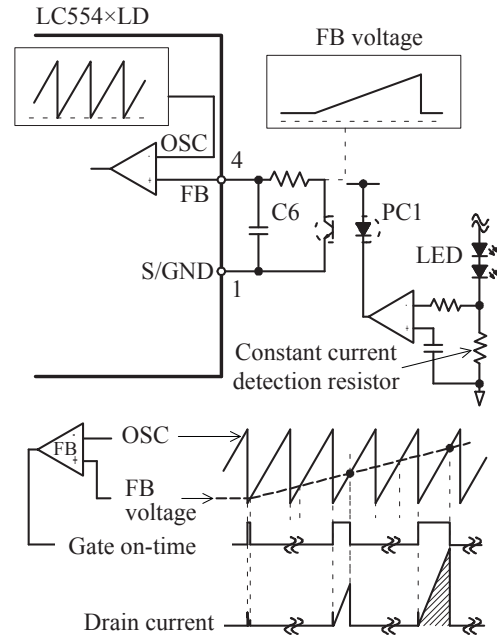 LC554×LD
FB voltage
OSC
4
FB
C6
PC1
LED
S/GND
1
Constant current
detection resistor
OSC
FB
FB
voltage
Gate on-time
Drain current